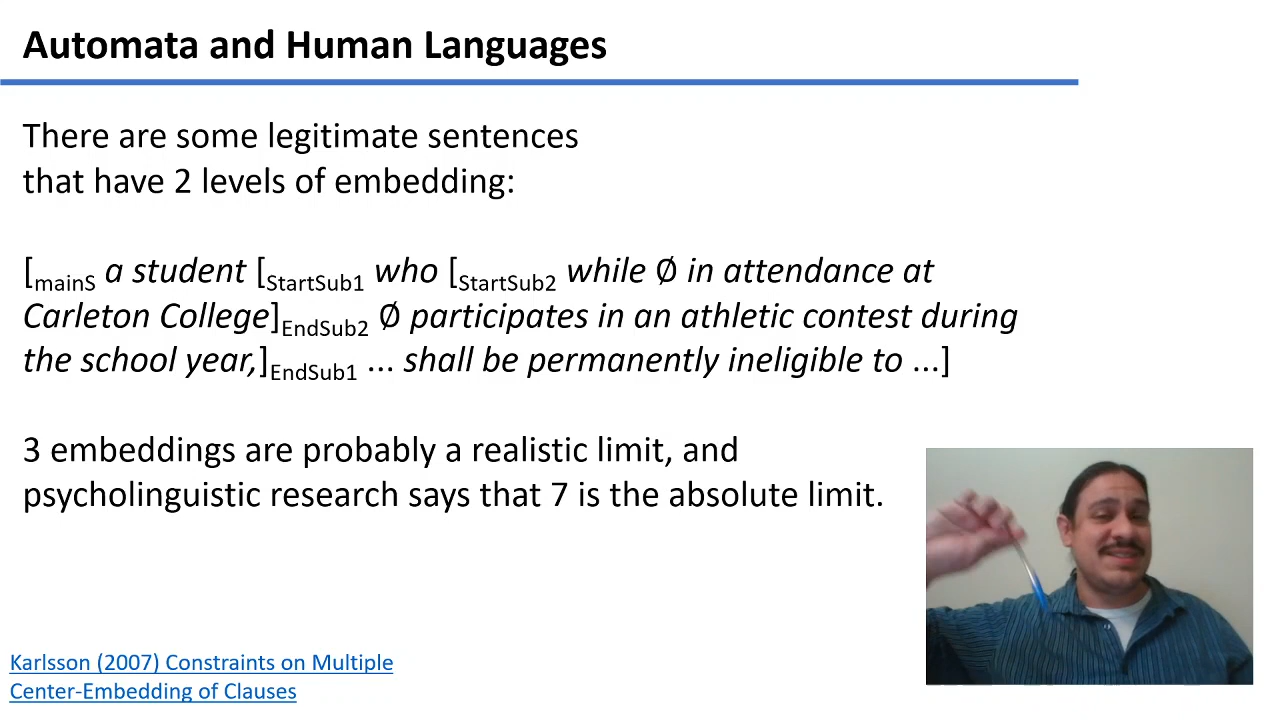 Automata and Human Languages
There are some legitimate sentences
that have 2 levels of embedding:
[mainS a student [StartSub1 who [StartSub2 while ∅ in attendance at
Carleton College]EndSub2 ∅ participates in an athletic contest during
the school year,]EndSub1 ... shall be permanently ineligible to ...]
3 embeddings are probably a realistic limit, and
psycholinguistic research says that 7 is the absolute limit.
Karlsson (2007) Constraints on Multiple
Center-Embedding of Clauses